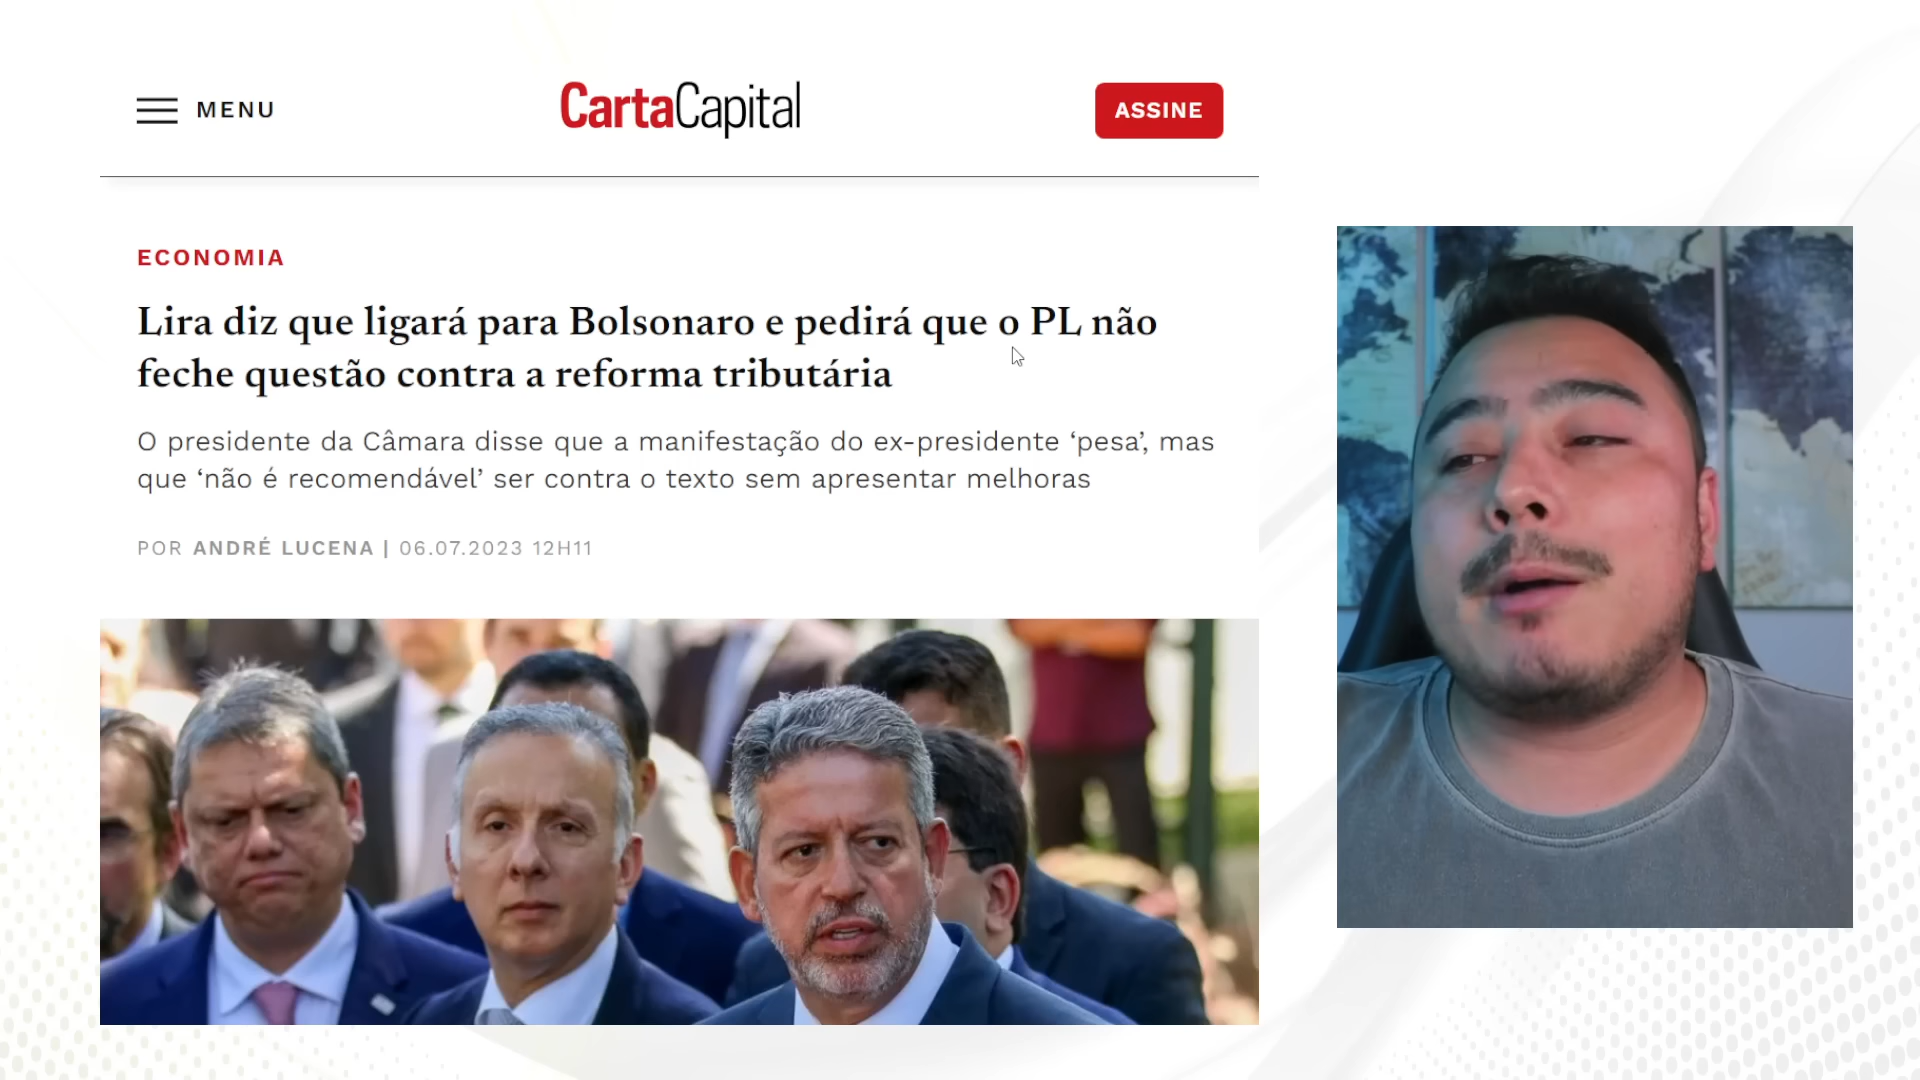 MENU
CartaCapital
ASSINE
ECONOMIA
Lira diz que ligará para Bolsonaro e pedirá que o PL não
feche questão contra a reforma tributária
O presidente da Câmara disse que a manifestação do ex-presidente ‘pesa’, mas
que ‘não é recomendável’ ser contra o texto sem apresentar melhoras
POR ANDRÉ LUCENA | 06.07.2023 12H11